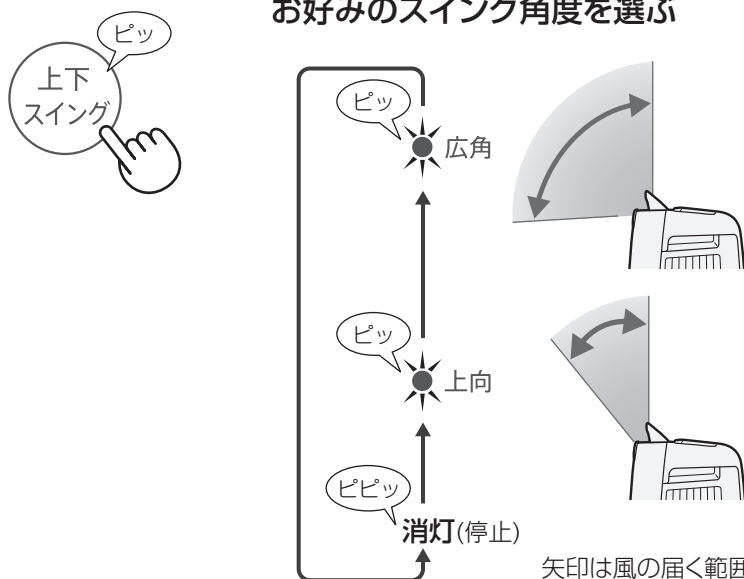 お好みのスイング角度を選ぶ
ピッ
上下
スイング
ピッ
広角
ピッ
上向
ピピッ
消灯(停止)
矢印は風の届く範囲